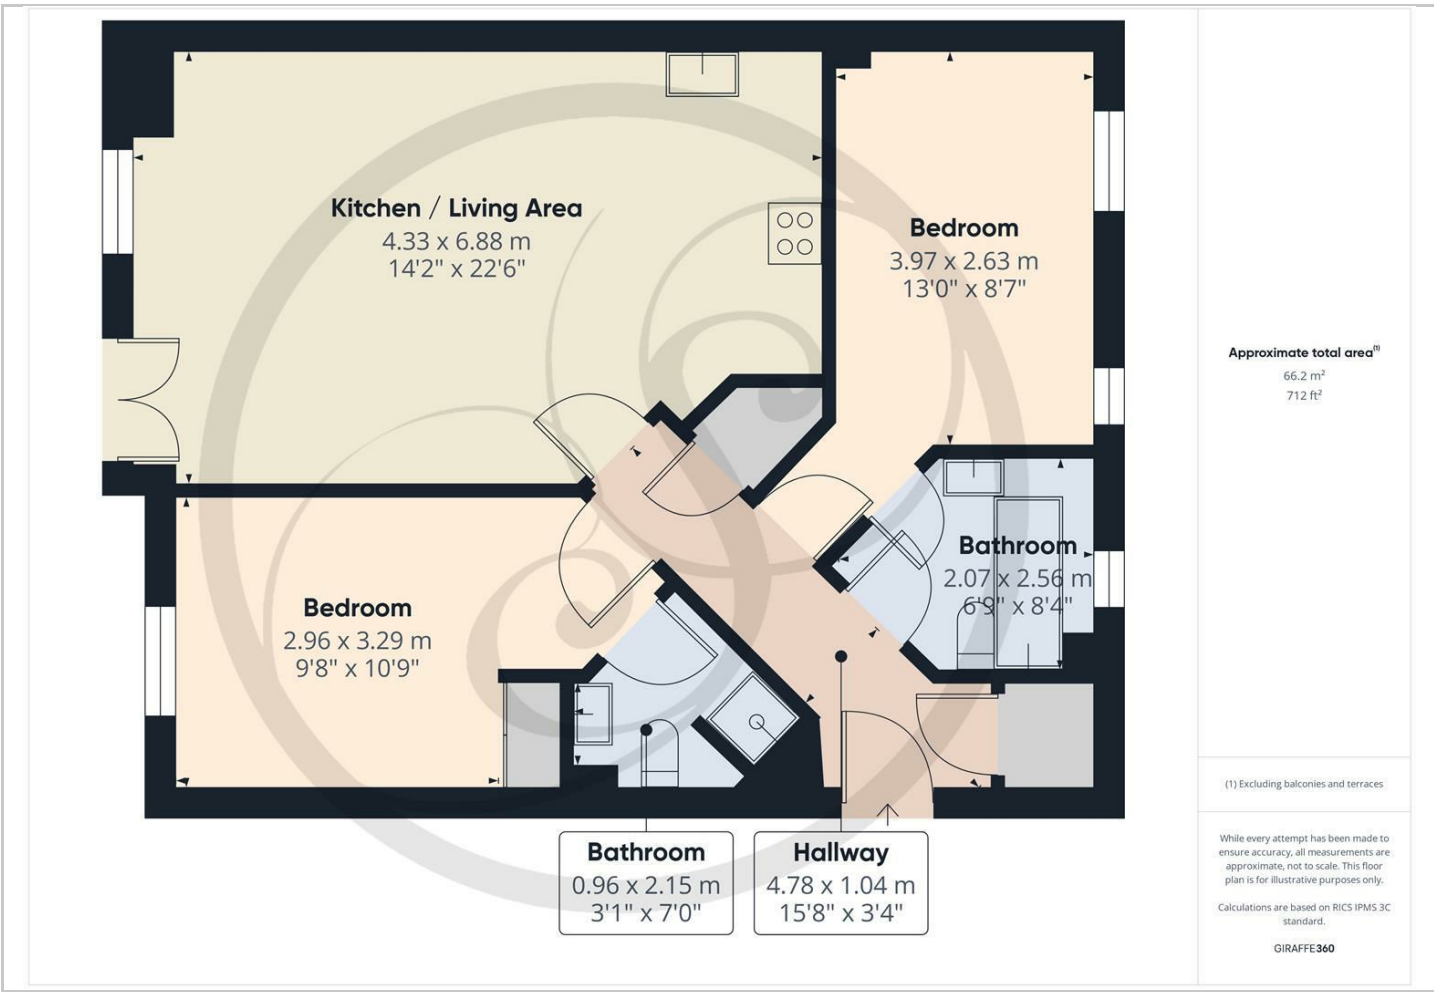 Kitchen / Living Area
4.33 x 6.88 m
14'2" x 22'6"
Bedroom
3.97 x 2.63 m
13'0" x 8'7"
Bathroom
2.07 x 2.56 m
6'9" x 8'4"
Bedroom
2.96 x 3.29 m
9'8" x 10'9"
Bathroom
0.96 x 2.15 m
3'1" x 7'0"
Hallway
4.78 x 1.04 m
15'8" x 3'4"
Approximate total area(1)
66.2 m²
712 ft²
(1) Excluding balconies and terraces
While every attempt has been made to
ensure accuracy, all measurements are
approximate, not to scale. This floor
plan is for illustrative purposes only.
Calculations are based on RICS IPMS 3C
standard.
GIRAFFE360